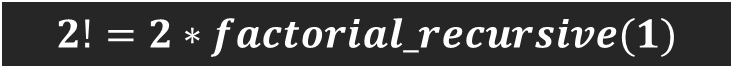 2! = 2 * factorial_recursive(1)